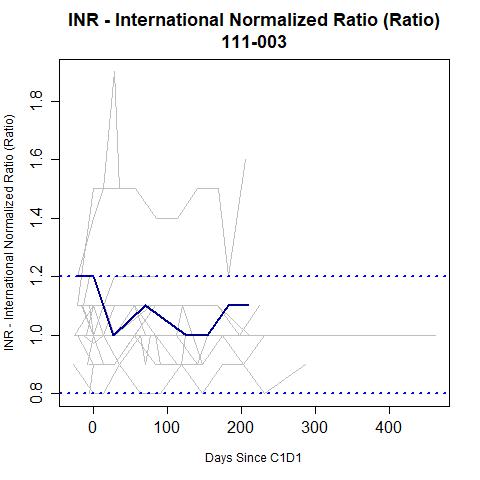 INR - International Normalized Ratio (Ratio)
111-003
INR - International Normalized Ratio (Ratio)
1.8
1.6
1.4
1.2
1.0
0.8
0 100 200 300 400
Days Since C1D1